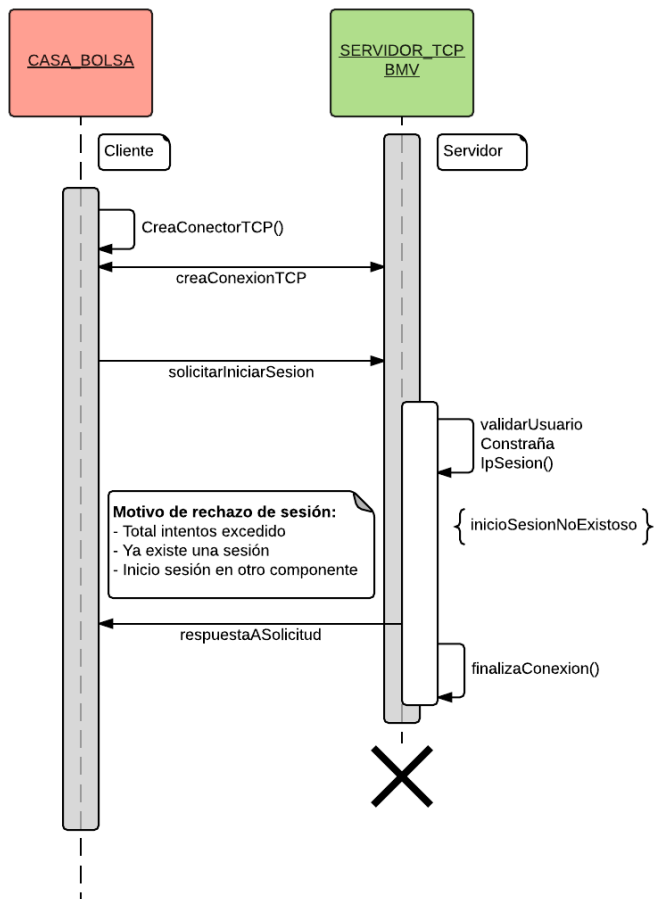 CASA_BOLSA
SERVIDOR_TCP
BMV
Cliente
Servidor
CreaConectorTCP()
creaConexionTCP
solicitarIniciarSesion
validarUsuario
Constraña
IpSesion()
Motivo de rechazo de sesión:
- Total intentos excedido
- Ya existe una sesión
- Inicio sesión en otro componente
{ inicioSesionNoExistoso }
respuestaASolicitud
finalizaConexion()